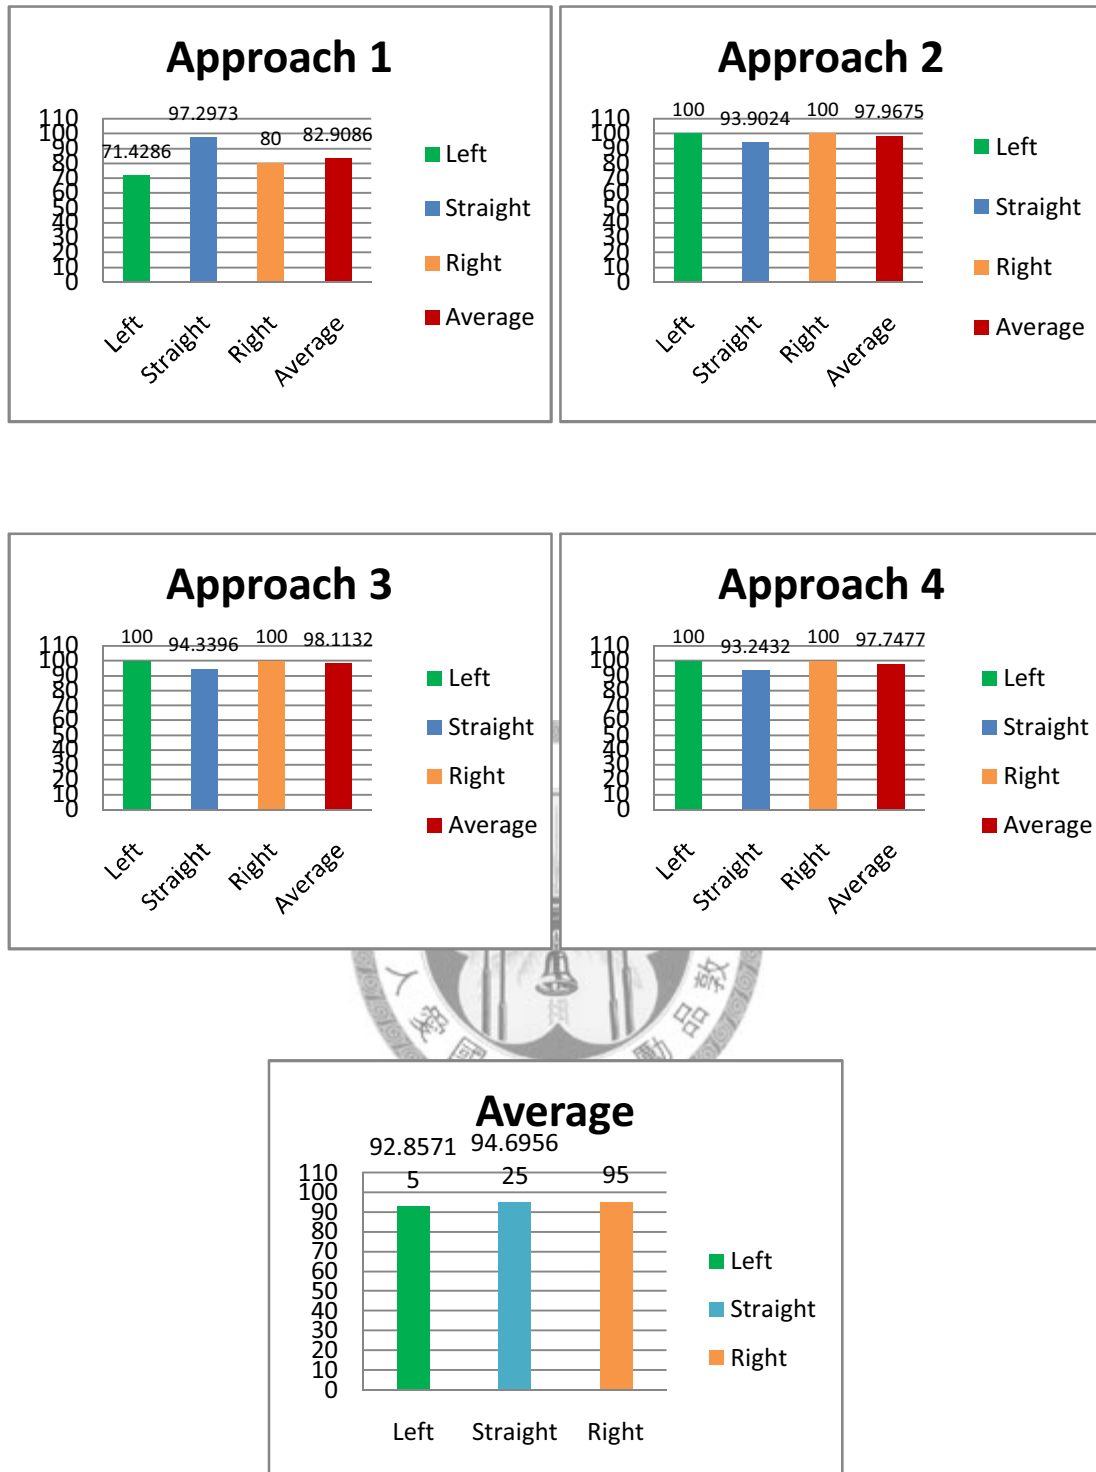 Approach 1
97.2973
71.4286
80
82.9086
110
100
90
80
70
60
50
40
30
20
10
0
Left
Straight
Right
Average
Left
Straight
Right
Average
Approach 2
100
93.9024
100
97.9675
110
100
90
80
70
60
50
40
30
20
10
0
Left
Straight
Right
Average
Left
Straight
Right
Average
Approach 3
100
94.3396
100
98.1132
110
100
90
80
70
60
50
40
30
20
10
0
Left
Straight
Right
Average
Left
Straight
Right
Average
Approach 4
100
93.2432
100
97.7477
110
100
90
80
70
60
50
40
30
20
10
0
Left
Straight
Right
Average
Left
Straight
Right
Average
人愛國
勵品敦
Average
92.8571
5
94.6956
25
95
110
100
90
80
70
60
50
40
30
20
10
0
Left
Straight
Right
Left
Straight
Right